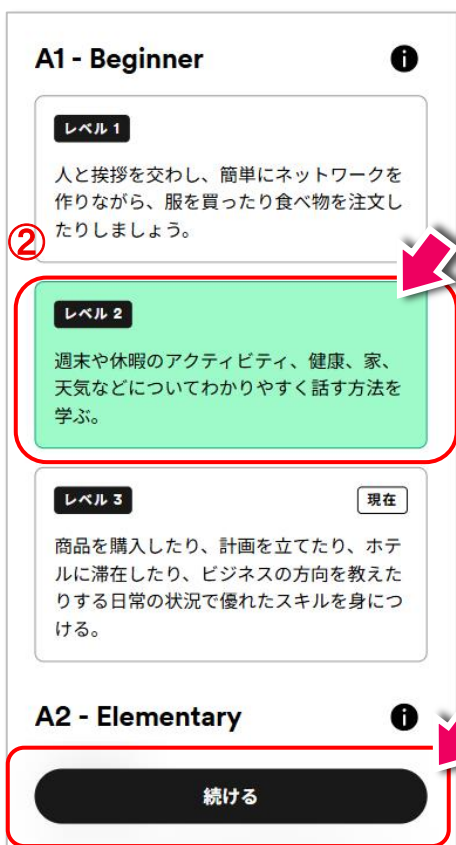 A1 - Beginner
レベル 1
人と挨拶を交わし、簡単にネットワークを
作りながら、服を買ったり食べ物を注文し
たりしましょう。
②
レベル 2
週末や休暇のアクティビティ、健康、家、
天気などについてわかりやすく話す方法を
学ぶ。
レベル 3
現在
商品を購入したり、計画を立てたり、ホテ
ルに滞在したり、ビジネスの方向を教えた
りする日常の状況で優れたスキルを身につ
ける。
A2 - Elementary
続ける